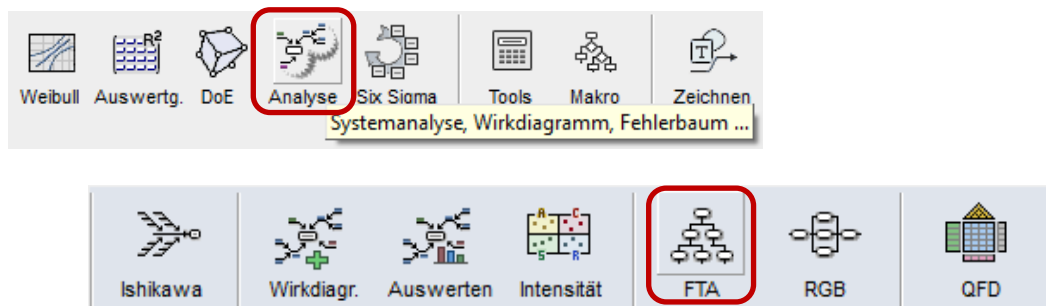 R²
Weibull Auswertg. DoE Analyse Six Sigma Tools Makro Zeichnen
T
Systemanalyse, Wirkdiagramm, Fehlerbaum ...
A C
S R
Ishikawa Wirkdiagr. Auswerten Intensität FTA RGB QFD